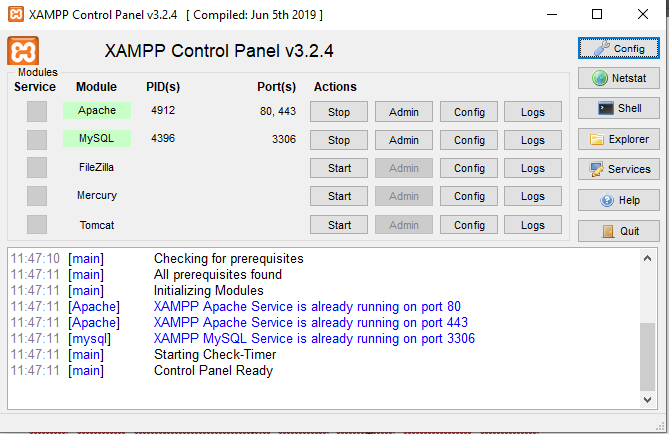 XAMPP Control Panel v3.2.4 [ Compiled: Jun 5th 2019 ]
XAMPP Control Panel v3.2.4
Config
Modules
Service Module PID(s) Port(s) Actions
Netstat
Apache 4912 80, 443 Stop Admin Config Logs
Shell
MySQL 4396 3306 Stop Admin Config Logs
Explorer
FileZilla Start Admin Config Logs
Services
Mercury Start Admin Config Logs
Help
Tomcat Start Admin Config Logs
Quit
11:47:10 [main] Checking for prerequisites
11:47:11 [main] All prerequisites found
11:47:11 [main] Initializing Modules
11:47:11 [Apache] XAMPP Apache Service is already running on port 80
11:47:11 [Apache] XAMPP Apache Service is already running on port 443
11:47:11 [mysql] XAMPP MySQL Service is already running on port 3306
11:47:11 [main] Starting Check-Timer
11:47:11 [main] Control Panel Ready